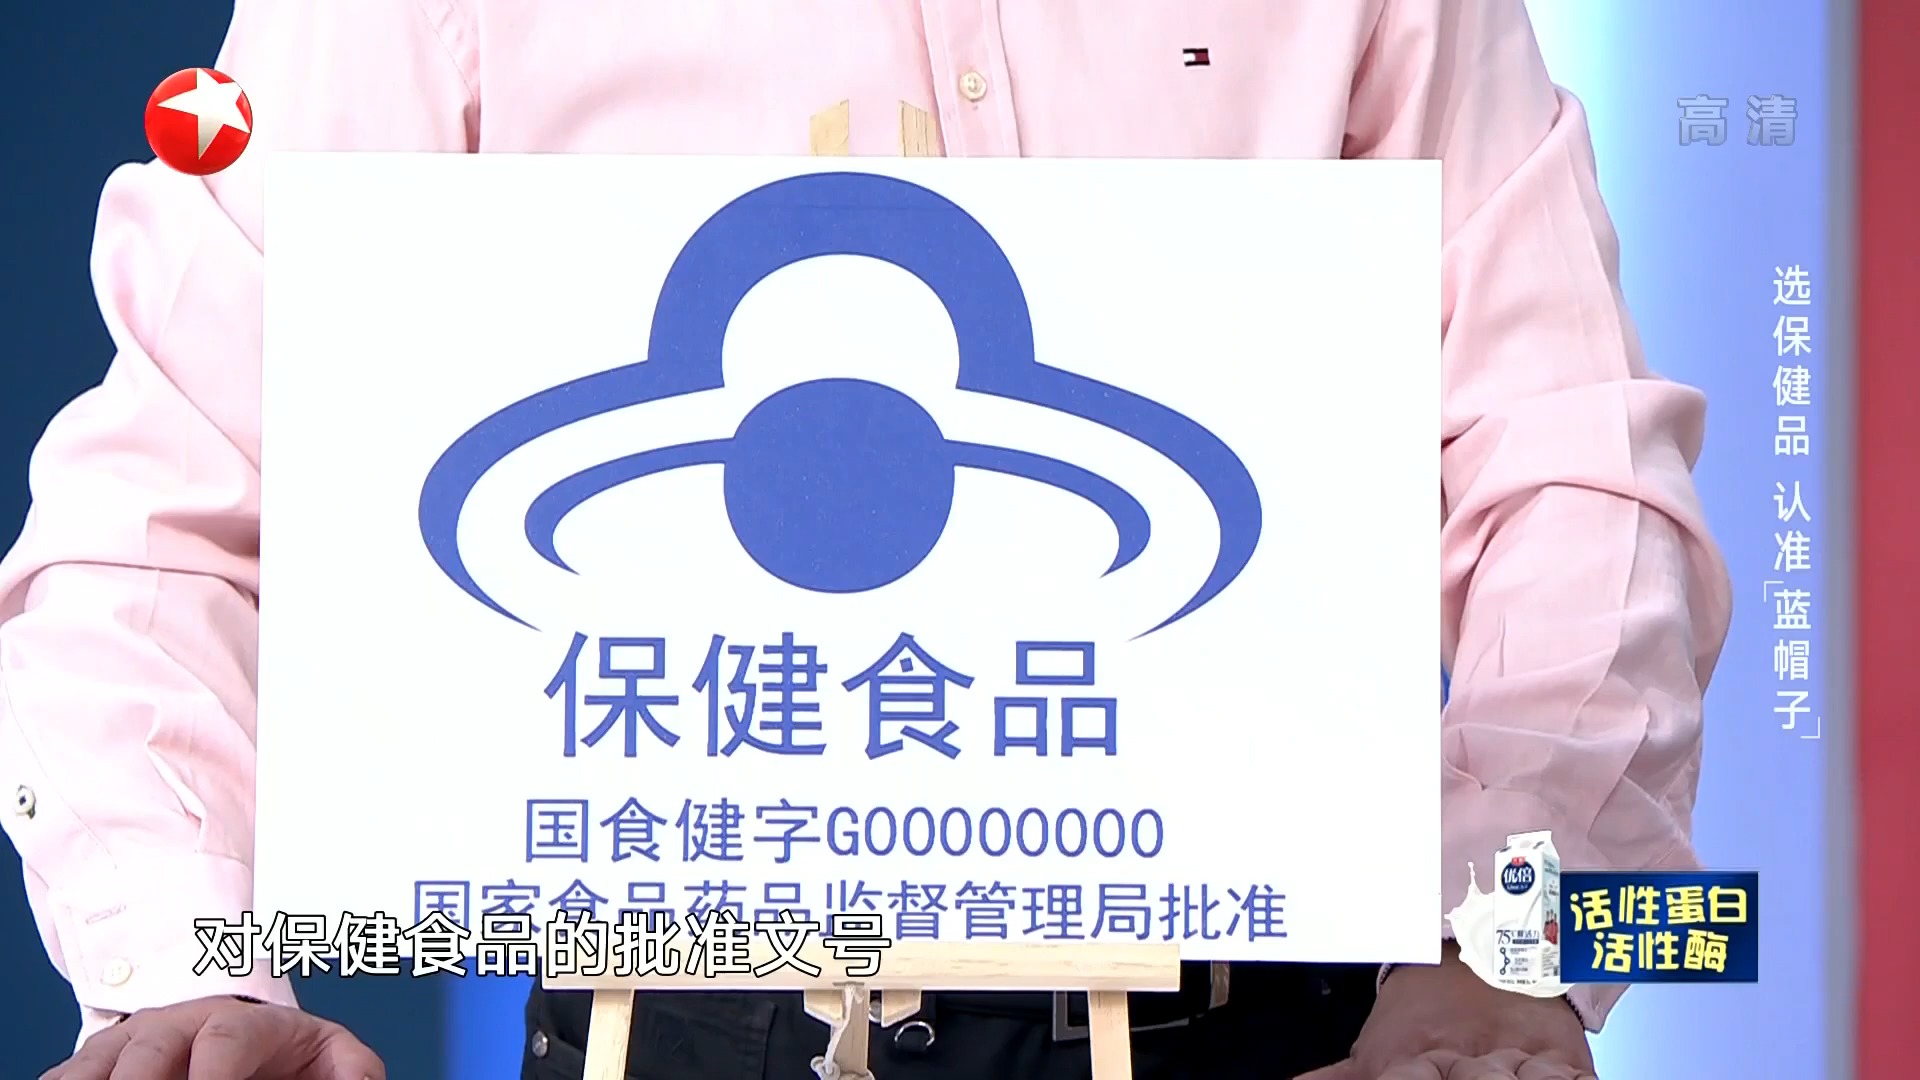 高清
选保健品 认准「蓝帽子」
保健食品
国食健字G00000000
国家食品药品监督管理局批准
对保健食品的批准文号
优倍
75
活性蛋白
活性酶